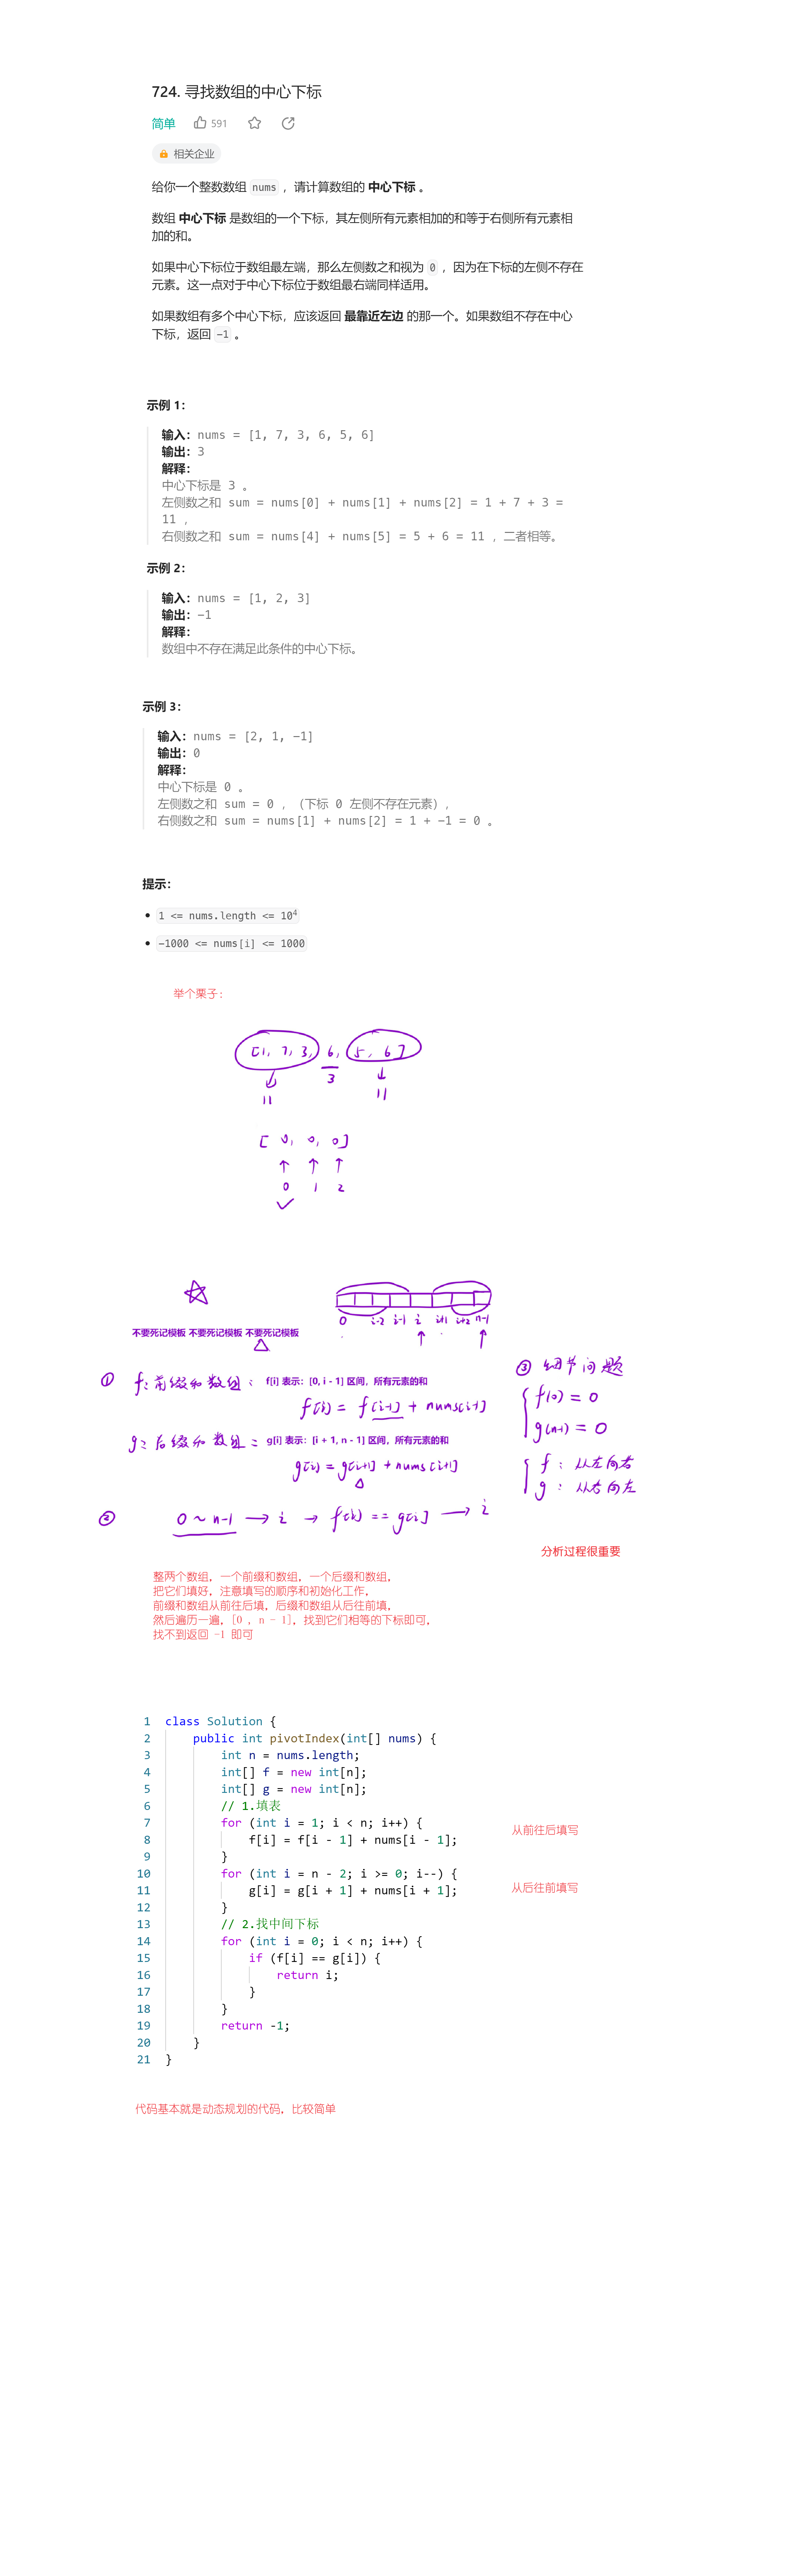 724. 寻找数组的中心下标
简单 591
相关企业
给你一个整数数组 nums ，请计算数组的 中心下标 。
数组 中心下标 是数组的一个下标，其左侧所有元素相加的和等于右侧所有元素相
加的和。
如果中心下标位于数组最左端，那么左侧数之和视为 0 ，因为在下标的左侧不存在
元素。这一点对于中心下标位于数组最右端同样适用。
如果数组有多个中心下标，应该返回 最靠近左边 的那一个。如果数组不存在中心
下标，返回 -1 。
示例 1：
输入：nums = [1, 7, 3, 6, 5, 6]
输出：3
解释：
中心下标是 3 。
左侧数之和 sum = nums[0] + nums[1] + nums[2] = 1 + 7 + 3 =
11 ，
右侧数之和 sum = nums[4] + nums[5] = 5 + 6 = 11 ，二者相等。
示例 2：
输入：nums = [1, 2, 3]
输出：-1
解释：
数组中不存在满足此条件的中心下标。
示例 3：
输入：nums = [2, 1, -1]
输出：0
解释：
中心下标是 0 。
左侧数之和 sum = 0 ，（下标 0 左侧不存在元素），
右侧数之和 sum = nums[1] + nums[2] = 1 + -1 = 0 。
提示：
• 1 <= nums.length <= 10⁴
• -1000 <= nums[i] <= 1000
举个栗子：
[1, 7, 3, 6, 5, 6]
3
11 11
[ 0, 0, 0]
0 1 2
0 i-2 i-1 i i+1 i+2 n-1
不要死记模板 不要死记模板 不要死记模板
③ 细节问题
① f: 前缀和数组： f[i] 表示：[0, i - 1] 区间，所有元素的和
f(0) = 0
f[i] = f[i-1] + nums[i-1]
g(n-1) = 0
g: 后缀和数组： g[i] 表示：[i + 1, n - 1] 区间，所有元素的和
f : 从左向右
g[i] = g[i+1] + nums[i+1]
g : 从右向左
② 0 ~ n-1 → i → f[i] == g[i] → i
分析过程很重要
整两个数组，一个前缀和数组，一个后缀和数组，
把它们填好，注意填写的顺序和初始化工作，
前缀和数组从前往后填，后缀和数组从后往前填，
然后遍历一遍，[0 , n - 1]，找到它们相等的下标即可，
找不到返回 -1 即可
1 class Solution {
2 public int pivotIndex(int[] nums) {
3 int n = nums.length;
4 int[] f = new int[n];
5 int[] g = new int[n];
6 // 1.填表
7 for (int i = 1; i < n; i++) {
从前往后填写
8 f[i] = f[i - 1] + nums[i - 1];
9 }
10 for (int i = n - 2; i >= 0; i--) {
从后往前填写
11 g[i] = g[i + 1] + nums[i + 1];
12 }
13 // 2.找中间下标
14 for (int i = 0; i < n; i++) {
15 if (f[i] == g[i]) {
16 return i;
17 }
18 }
19 return -1;
20 }
21 }
代码基本就是动态规划的代码，比较简单